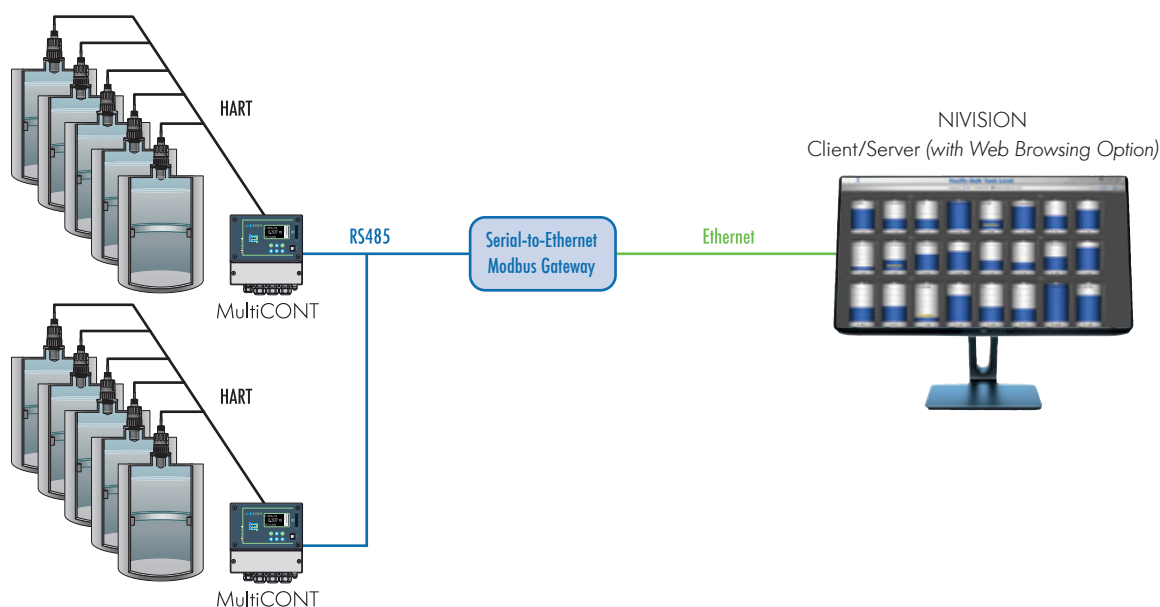 HART
MultiCONT
RS485
Serial-to-Ethernet
Modbus Gateway
Ethernet
NIVISION
Client/Server (with Web Browsing Option)
HART
MultiCONT